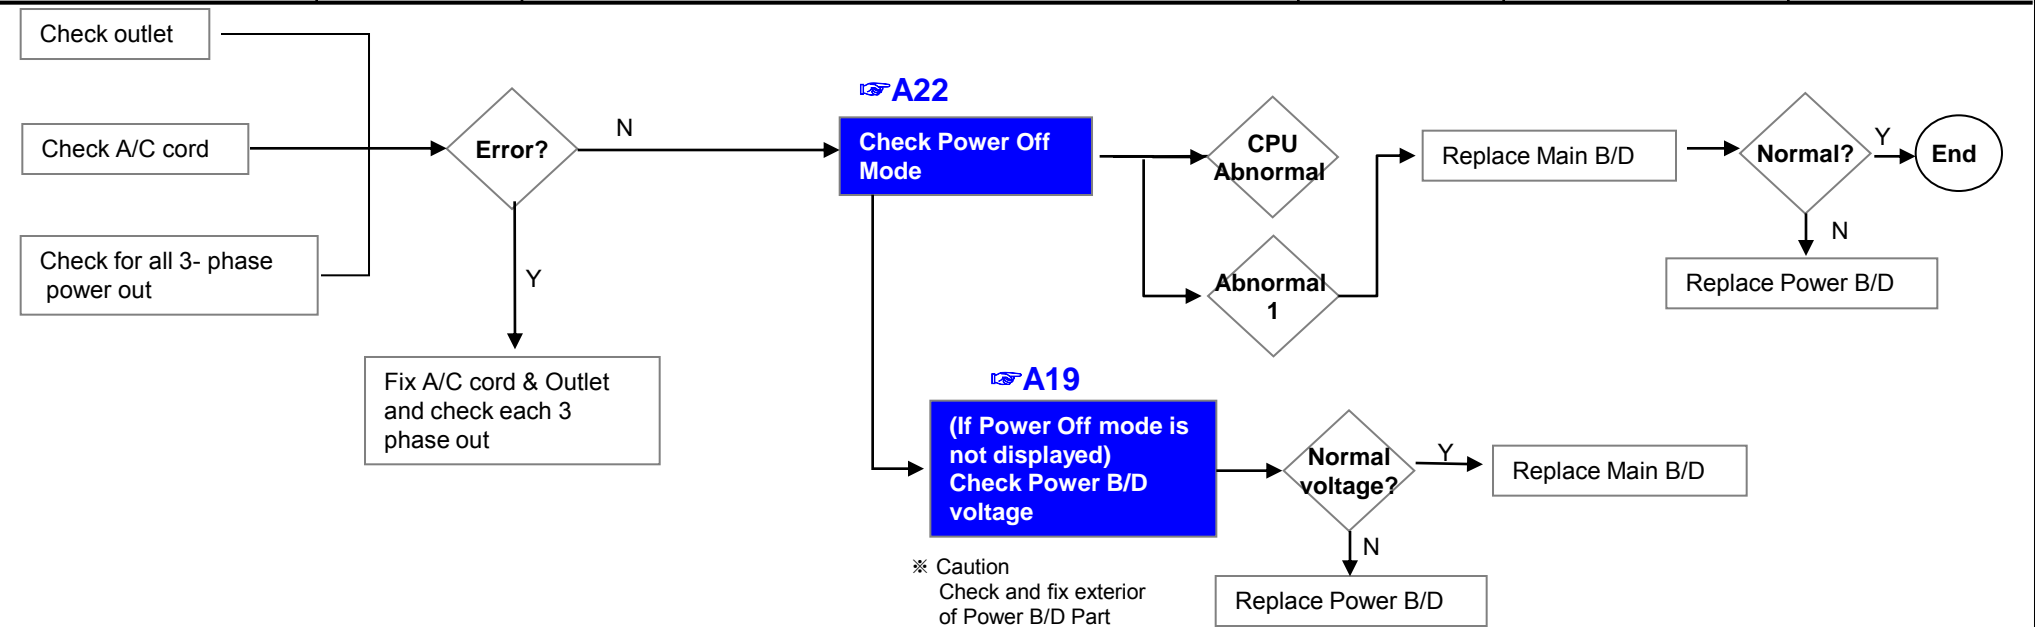 Check outlet
Check A/C cord
Check for all 3- phase
power out
Error?
N
Y
Fix A/C cord & Outlet
and check each 3
phase out
☞A22
Check Power Off
Mode
CPU
Abnormal
Abnormal
1
Replace Main B/D
Normal?
Y
End
N
Replace Power B/D
☞A19
(If Power Off mode is
not displayed)
Check Power B/D
voltage
Normal
voltage?
Y
Replace Main B/D
N
Replace Power B/D
※ Caution
Check and fix exterior
of Power B/D Part